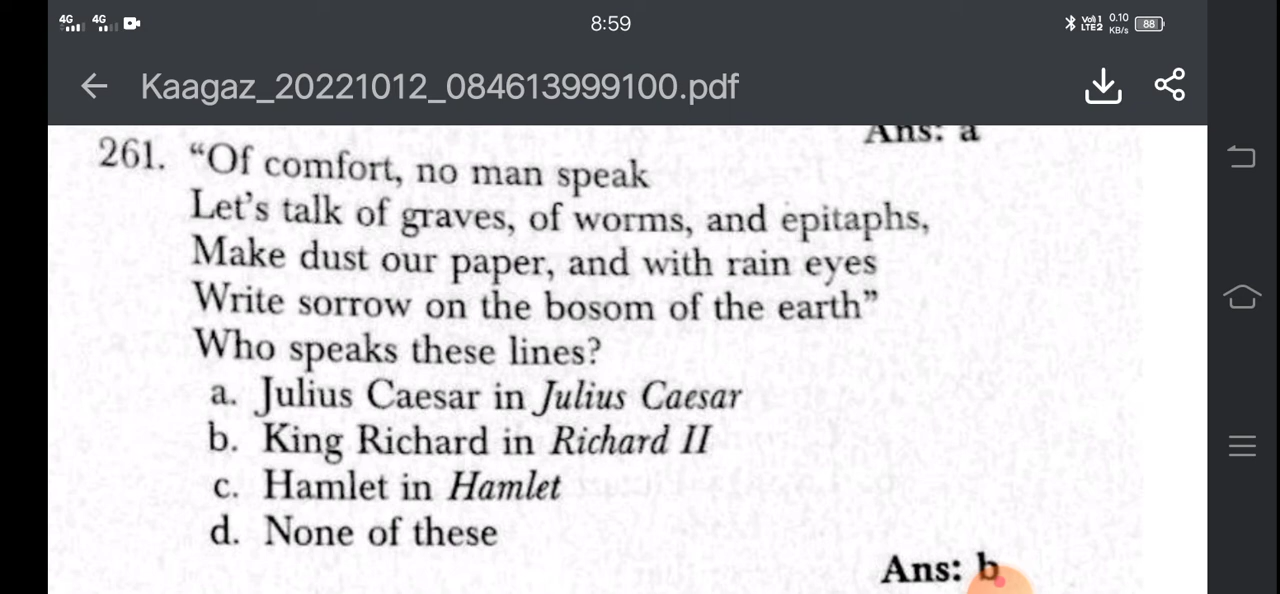 4G 4G 8:59 Vo) 1 LTE2 0.10 KB/s 88
Kaagaz_20221012_084613999100.pdf
Ans: a
261. “Of comfort, no man speak
Let’s talk of graves, of worms, and epitaphs,
Make dust our paper, and with rain eyes
Write sorrow on the bosom of the earth”
Who speaks these lines?
a. Julius Caesar in Julius Caesar
b. King Richard in Richard II
c. Hamlet in Hamlet
d. None of these
Ans: b